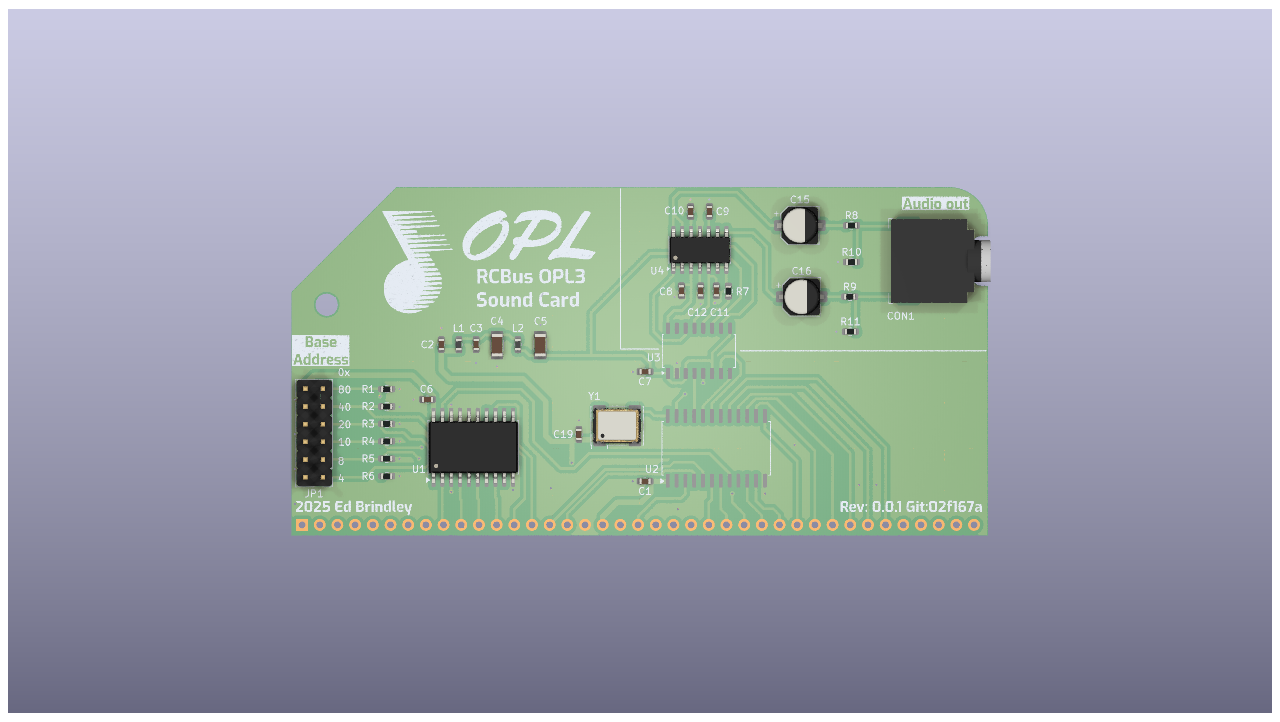 OPL
RCBus OPL3
Sound Card
C10
C9
C15
R8
Audio out
U4
R10
C16
C8
R7
R9
C12
C11
CON1
R11
Base
Address
C2
L1
C3
C4
L2
C5
U3
C7
0x
80
R1
40
R2
20
R3
10
R4
8
R5
4
R6
JP1
C6
U1
Y1
C19
U2
C1
2025 Ed Brindley
Rev: 0.0.1 Git:02f167a